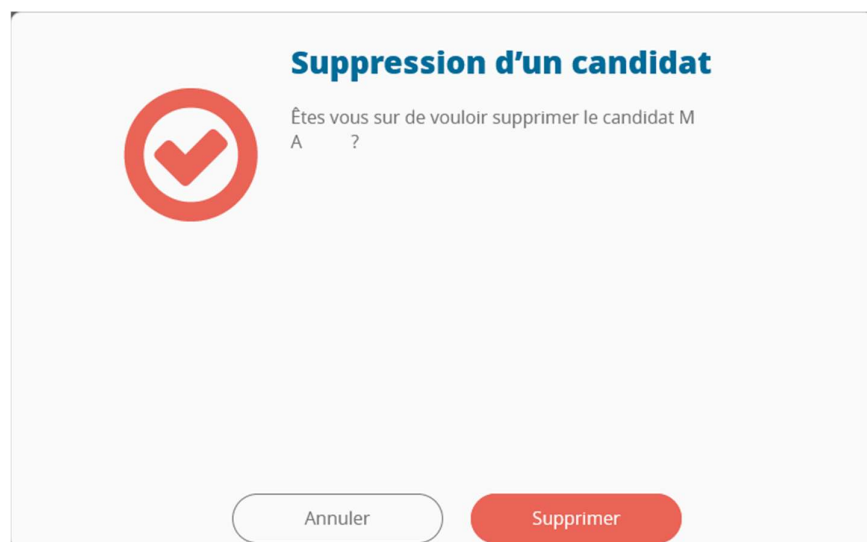 Suppression d’un candidat
Êtes vous sur de vouloir supprimer le candidat M
A ?
Annuler
Supprimer